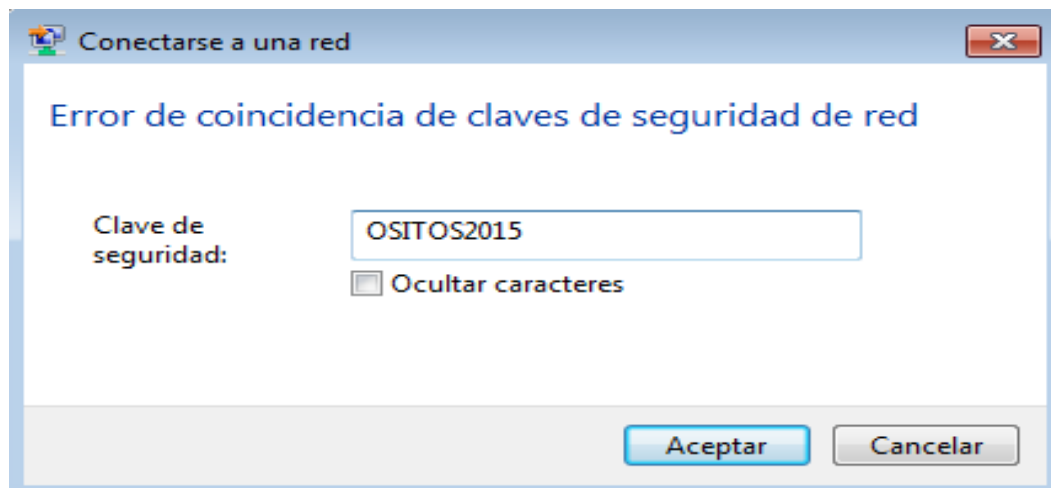 Conectarse a una red
Error de coincidencia de claves de seguridad de red
Clave de
seguridad:
OSITOS2015
Ocultar caracteres
Aceptar
Cancelar